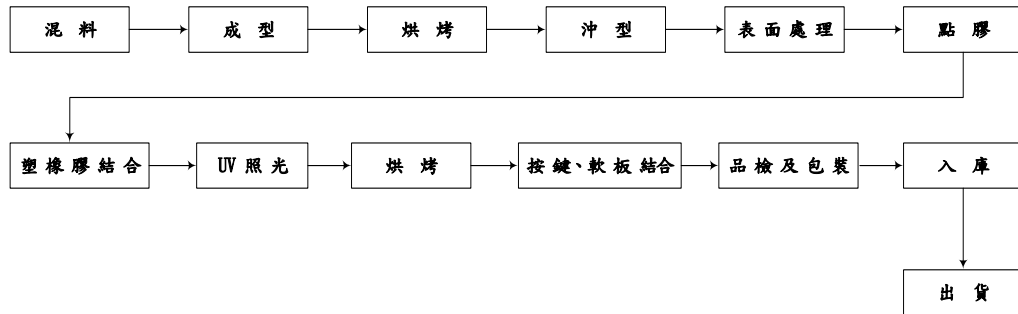 混料 成型 烘烤 沖型 表面處理 點膠
塑橡膠結合 UV照光 烘烤 按鍵、軟板結合 品檢及包裝 入庫
出貨